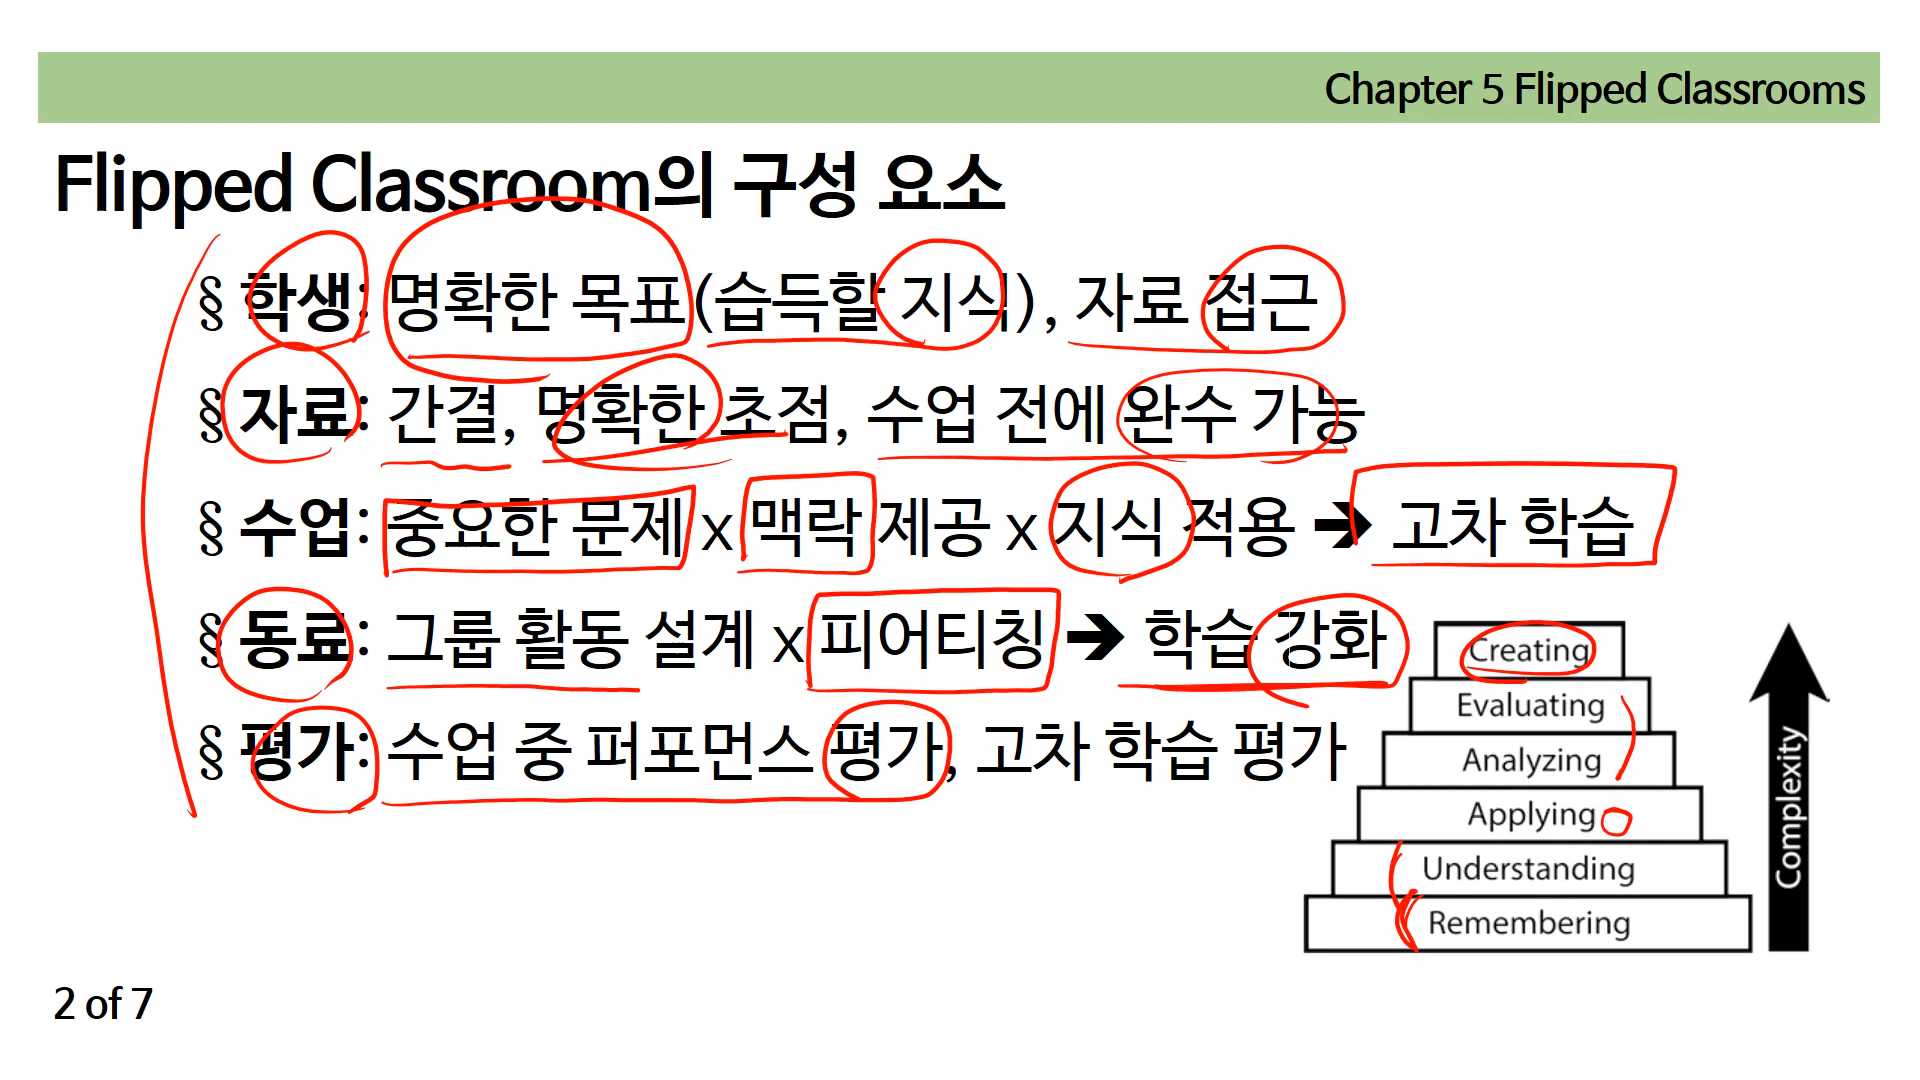 Chapter 5 Flipped Classrooms
Flipped Classroom의 구성 요소
§ 학생: 명확한 목표(습득할 지식), 자료 접근
§ 자료: 간결, 명확한 초점, 수업 전에 완수 가능
§ 수업: 중요한 문제 x 맥락 제공 x 지식 적용 ➔ 고차 학습
§ 동료: 그룹 활동 설계 x 피어티칭 ➔ 학습 강화
§ 평가: 수업 중 퍼포먼스 평가, 고차 학습 평가
Creating
Evaluating
Analyzing
Applying
Understanding
Remembering
Complexity
2 of 7